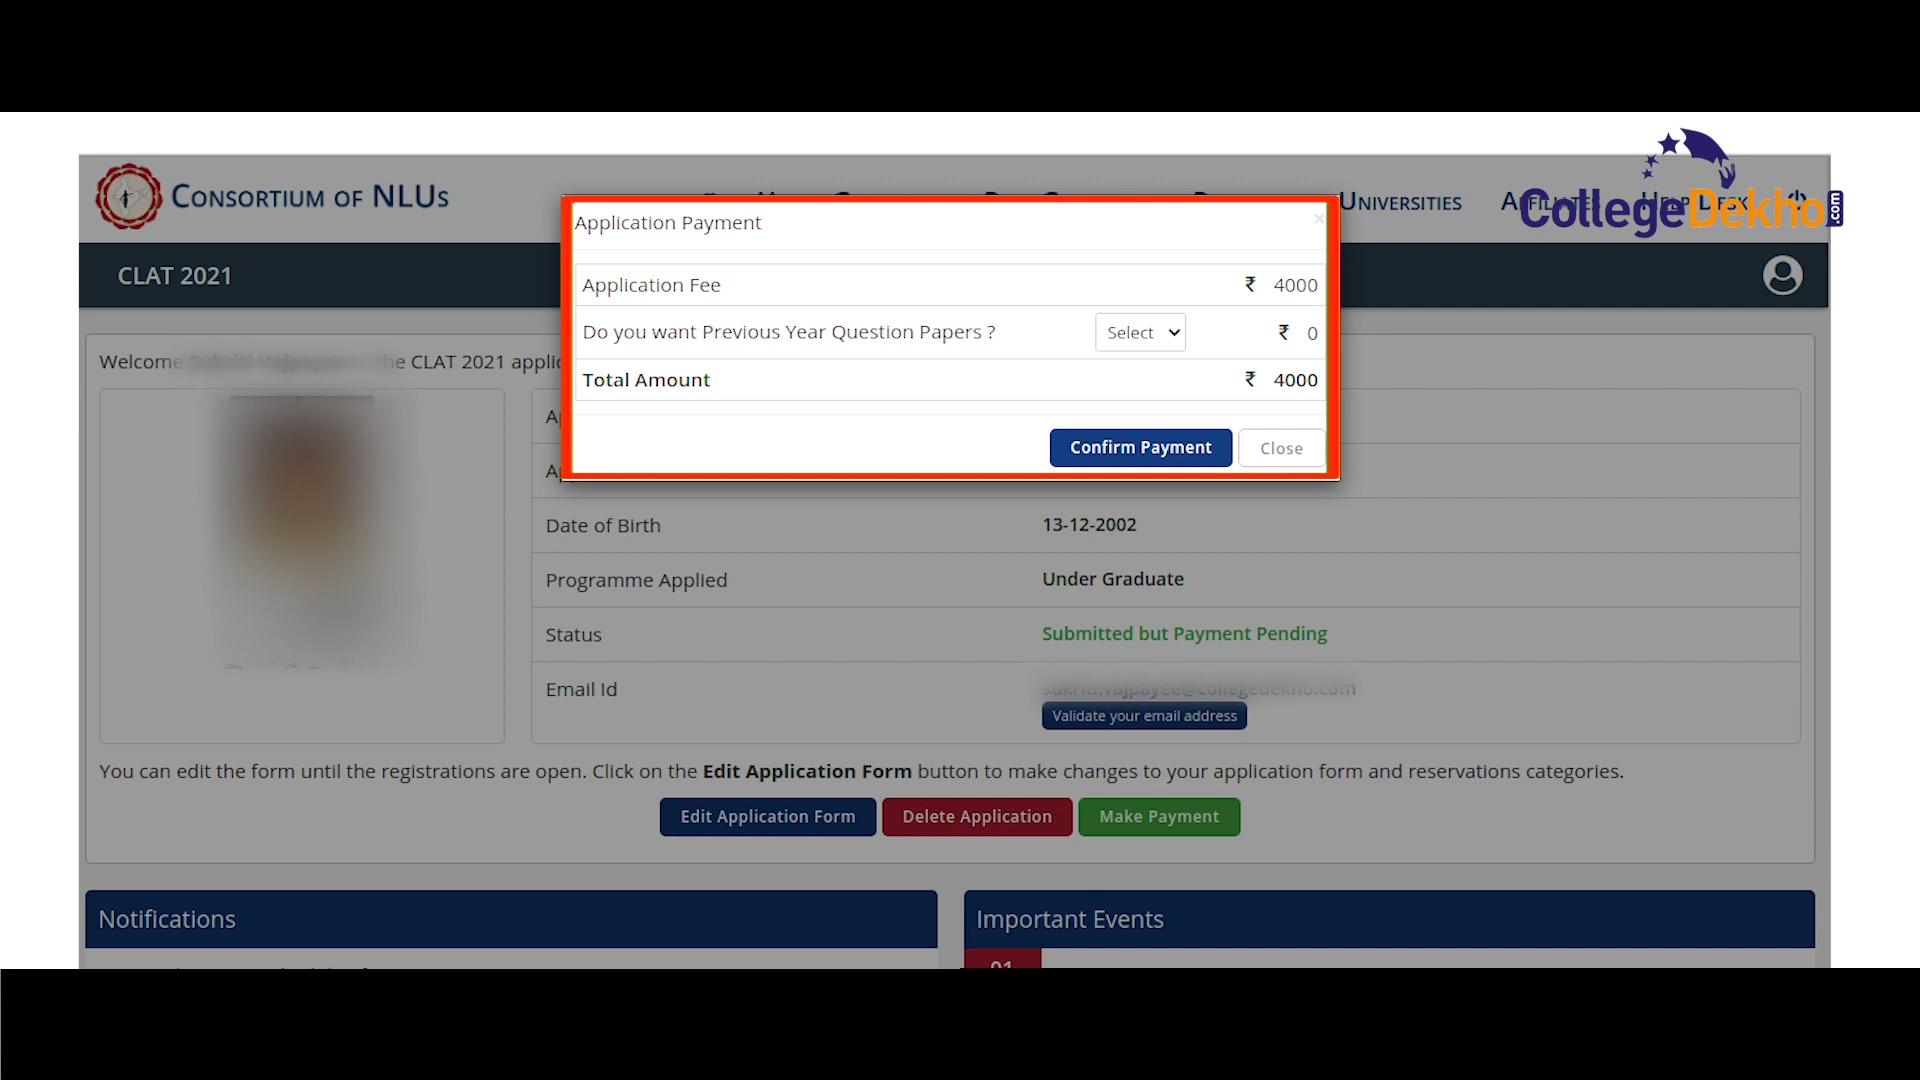 CollegeDekho.com
CONSORTIUM OF NLUS
UNIVERSITIES
AFFILIATES
HELP DESK
CLAT 2021
Application Payment ×
Application Fee ₹ 4000
Do you want Previous Year Question Papers ? Select ₹ 0
Total Amount ₹ 4000
Confirm Payment Close
Welcome the CLAT 2021
Date of Birth 13-12-2002
Programme Applied Under Graduate
Status Submitted but Payment Pending
Email Id
Validate your email address
You can edit the form until the registrations are open. Click on the Edit Application Form button to make changes to your application form and reservations categories.
Edit Application Form Delete Application Make Payment
Notifications
Important Events